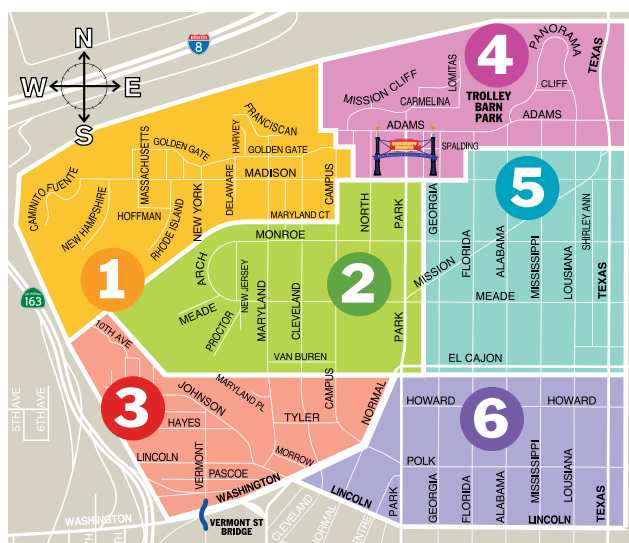 N
W
E
S
INTERSTATE
8
CALIFORNIA
163
PANORAMA
TEXAS
4
LOMITAS
MISSION CLIFF
CARMELINA
CLIFF
TROLLEY
BARN
PARK
ADAMS
ADAMS
SPALDING
FRANCISCAN
HARVEY
MASSACHUSETTS
GOLDEN GATE
GOLDEN GATE
MADISON
CAMPUS
CAMINITO FUENTE
NEW HAMPSHIRE
HOFFMAN
RHODE ISLAND
NEW YORK
DELAWARE
MARYLAND CT
1
5
NORTH
PARK
GEORGIA
FLORIDA
ALABAMA
MISSISSIPPI
LOUSIANA
SHIRLEY ANN
TEXAS
MONROE
ARCH
NEW JERSEY
MARYLAND
CLEVELAND
2
MISSION
MEADE
MEADE
PROCTOR
PARK
VAN BUREN
EL CAJON
10TH AVE
3
JOHNSON
MARYLAND PL
CAMPUS
NORMAL
HAYES
TYLER
LINCOLN
VERMONT
PASCOE
MORROW
WASHINGTON
HOWARD
HOWARD
6
POLK
LINCOLN
PARK
GEORGIA
FLORIDA
ALABAMA
MISSISSIPPI
LOUSIANA
TEXAS
LINCOLN
5TH AVE
6TH AVE
WASHINGTON
VERMONT ST
BRIDGE
CLEVELAND
NORMAL
CENTRE